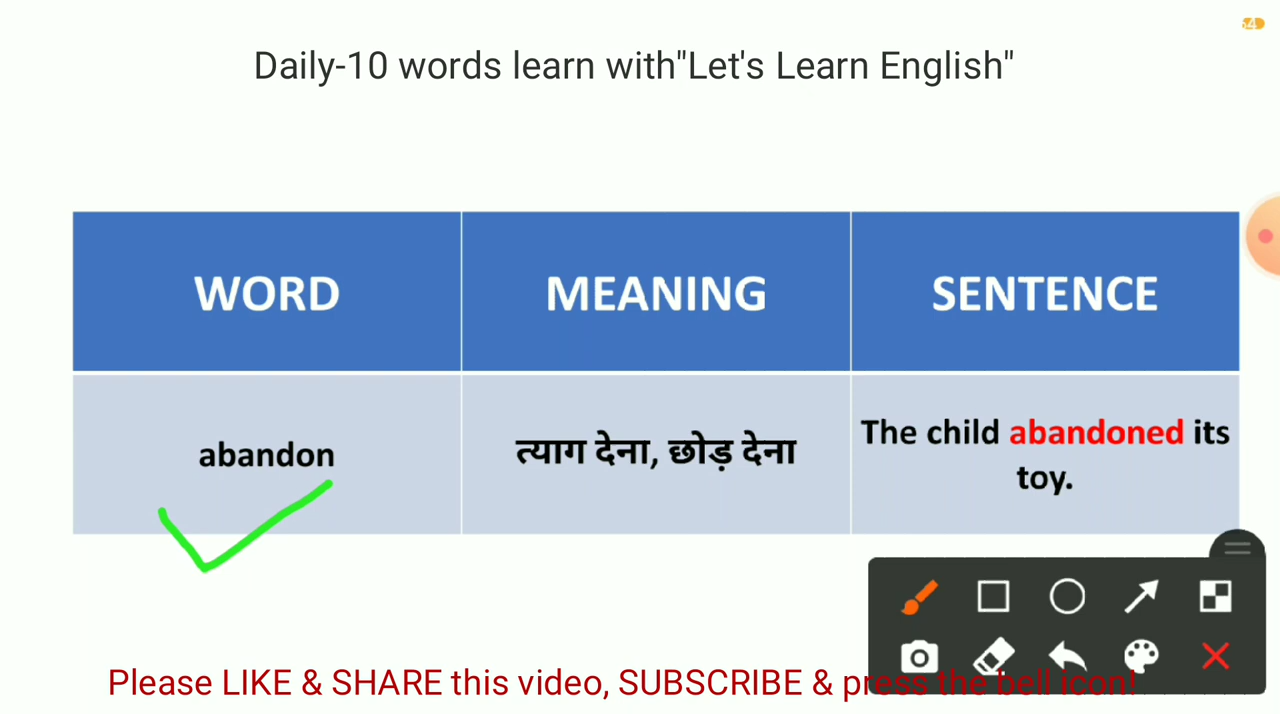 Daily-10 words learn with"Let's Learn English"
WORD MEANING SENTENCE
abandon त्याग देना, छोड़ देना The child abandoned its
toy.
Please LIKE & SHARE this video, SUBSCRIBE & press the bell icon!